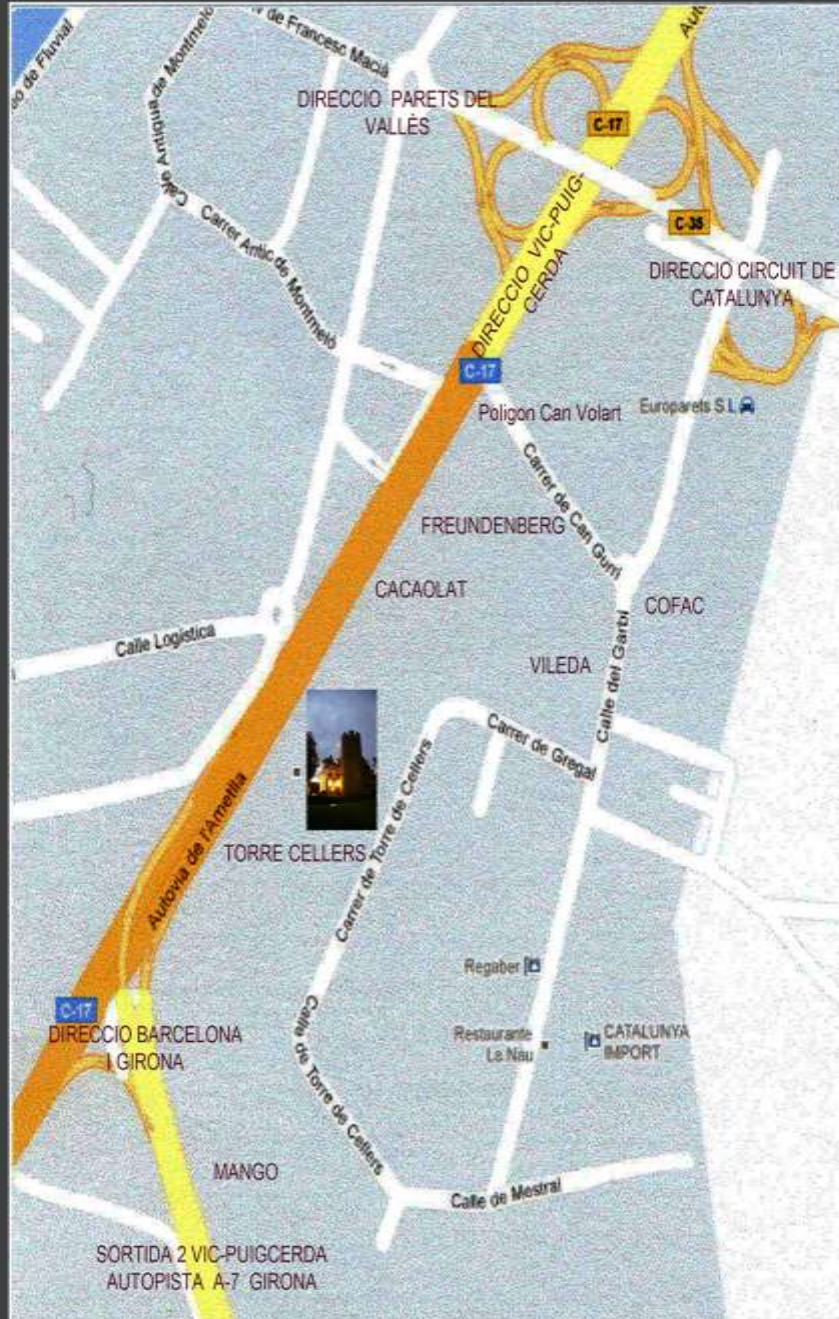 eo de Fluvial
Calle Antigua de Montmeló
r de Francesc Macià
Auto
DIRECCIO PARETS DEL
VALLÈS
C-17
C-35
DIRECCIO VIC-PUIG-
CERDA
DIRECCIO CIRCUIT DE
CATALUNYA
Carrer Antic de Montmeló
C-17
Poligon Can Volart
Europarets S.L
Carrer de Can Gurri
FREUNDENBERG
CACAOLAT
COFAC
Calle Logística
VILEDA
Calle del Garbí
Carrer de Gregal
Autovia de l'Ametlla
Carrer de Torre de Cellers
TORRE CELLERS
Regaber
C-17
DIRECCIO BARCELONA
I GIRONA
Restaurante
La Nau
CATALUNYA
IMPORT
Calle de Torre de Cellers
MANGO
Calle de Mestral
SORTIDA 2 VIC-PUIGCERDA
AUTOPISTA A-7 GIRONA